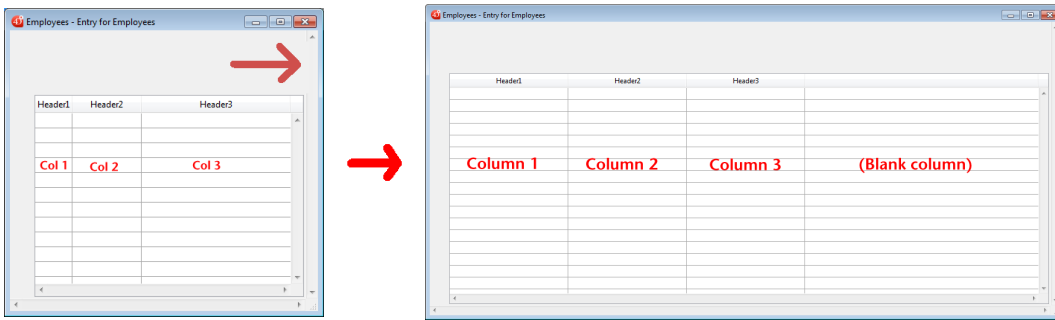 Employees - Entry for Employees
Header1 Header2 Header3
Col 1 Col 2 Col 3
Employees - Entry for Employees
Header1 Header2 Header3
Column 1 Column 2 Column 3 (Blank column)